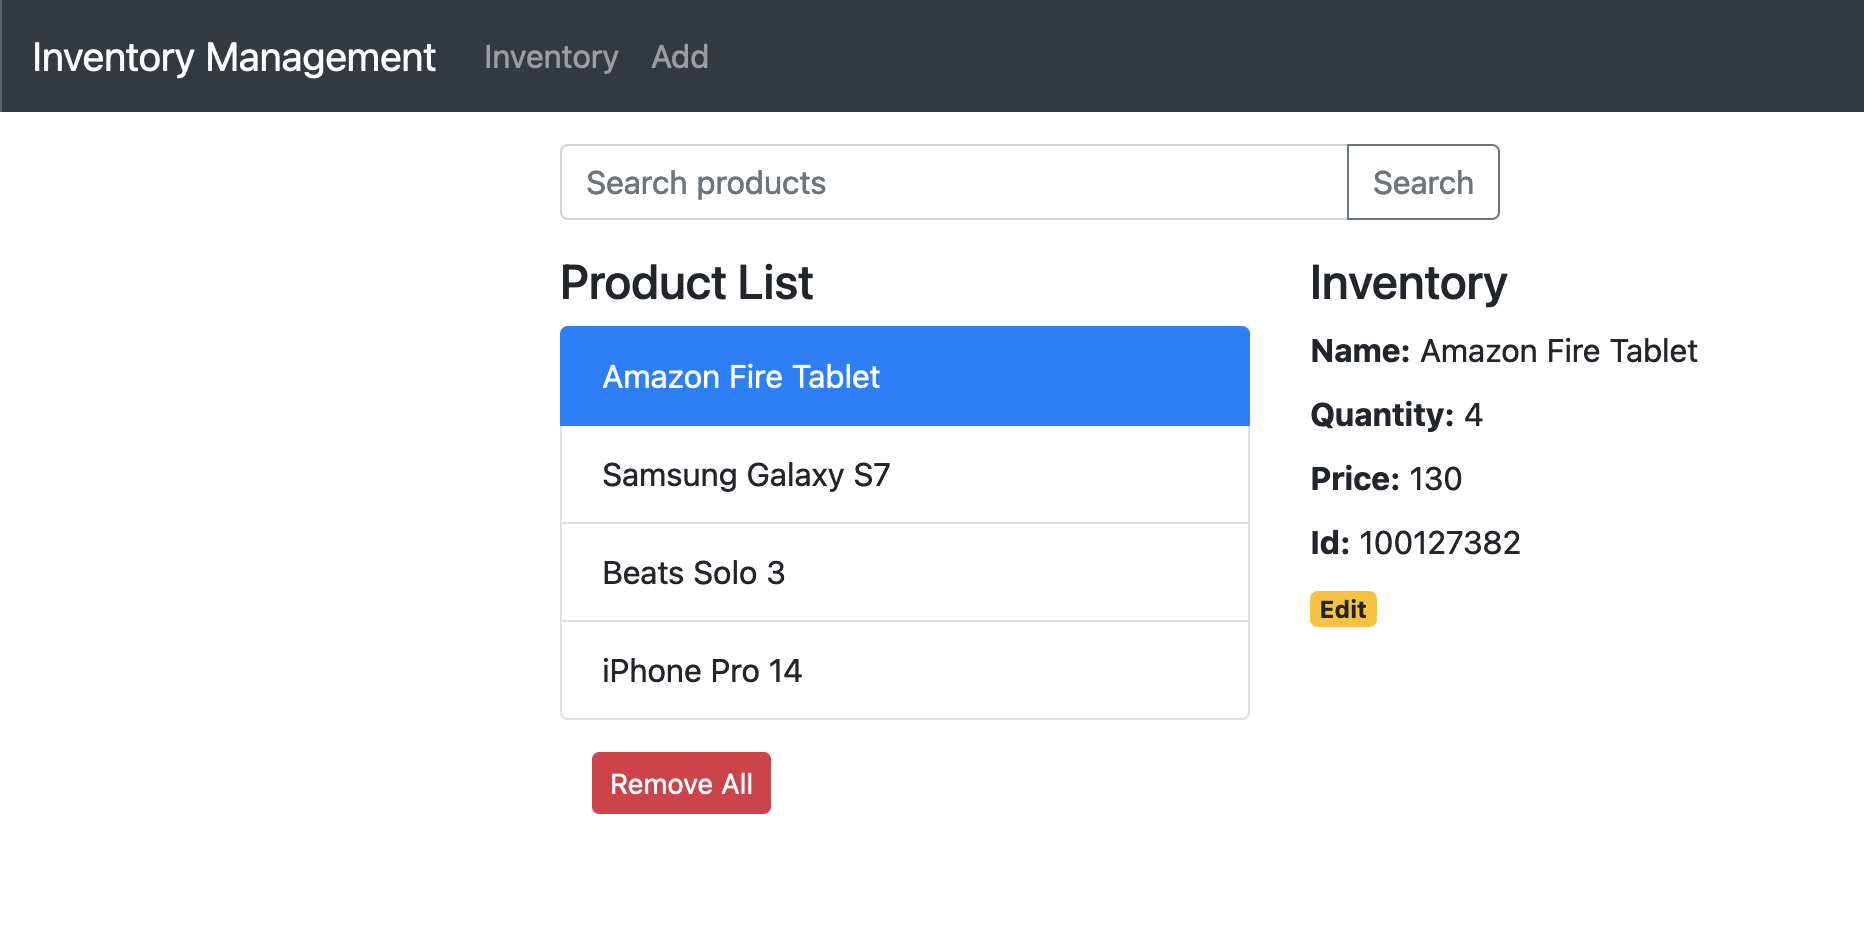 Inventory Management Inventory Add
Search products Search
Product List
Amazon Fire Tablet
Samsung Galaxy S7
Beats Solo 3
iPhone Pro 14
Remove All
Inventory
Name: Amazon Fire Tablet
Quantity: 4
Price: 130
Id: 100127382
Edit